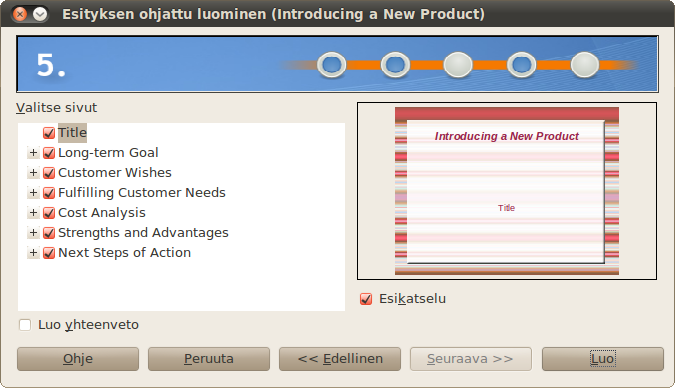 Esityksen ohjattu luominen (Introducing a New Product)
5.
Valitse sivut
Title
Long-term Goal
Customer Wishes
Fulfilling Customer Needs
Cost Analysis
Strengths and Advantages
Next Steps of Action
Introducing a New Product
Title
Esikatselu
Luo yhteenveto
Ohje
Peruuta
<< Edellinen
Seuraava >>
Luo